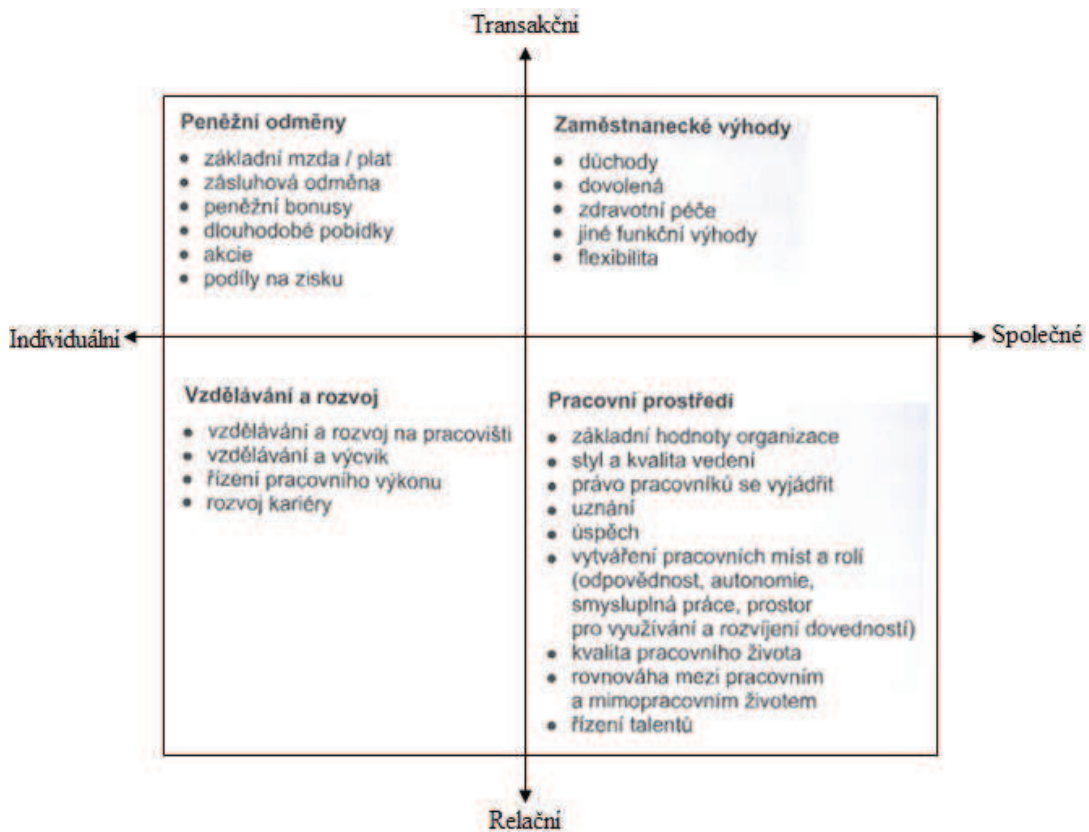 Transakční
Peněžní odměny
• základní mzda / plat
• zásluhová odměna
• peněžní bonusy
• dlouhodobé pobídky
• akcie
• podíly na zisku
Zaměstnanecké výhody
• důchody
• dovolená
• zdravotní péče
• jiné funkční výhody
• flexibilita
Individuální
Společné
Vzdělávání a rozvoj
• vzdělávání a rozvoj na pracovišti
• vzdělávání a výcvik
• řízení pracovního výkonu
• rozvoj kariéry
Pracovní prostředí
• základní hodnoty organizace
• styl a kvalita vedení
• právo pracovníků se vyjádřit
• uznání
• úspěch
• vytváření pracovních míst a rolí
(odpovědnost, autonomie,
smysluplná práce, prostor
pro využívání a rozvíjení dovedností)
• kvalita pracovního života
• rovnováha mezi pracovním
a mimopracovním životem
• řízení talentů
Relační